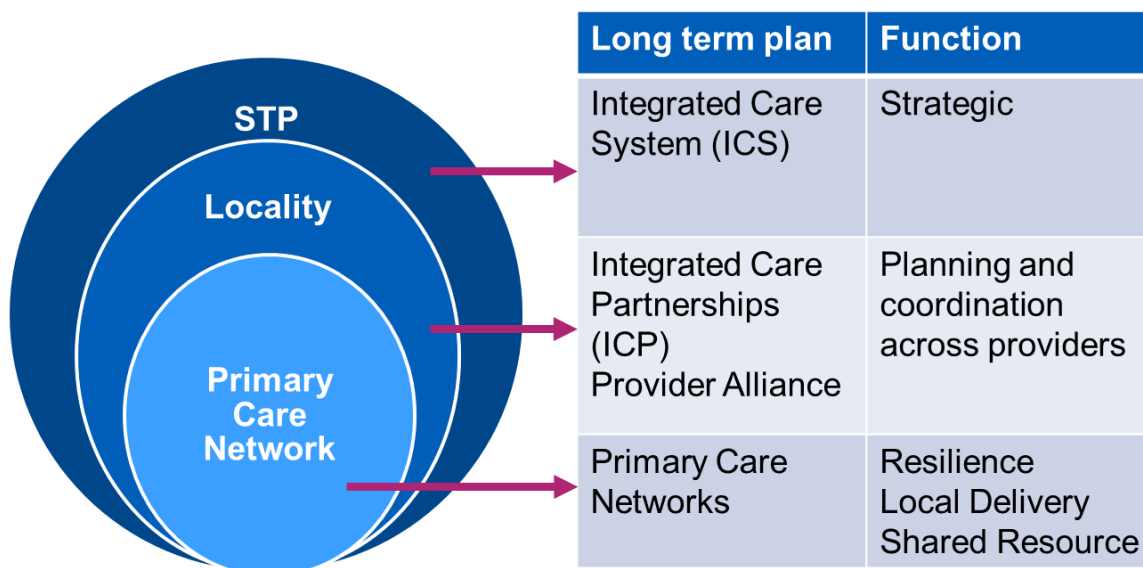 STP
Locality
Primary
Care
Network
Long term plan
Function
Integrated Care
System (ICS)
Strategic
Integrated Care
Partnerships
(ICP)
Provider Alliance
Planning and
coordination
across providers
Primary Care
Networks
Resilience
Local Delivery
Shared Resource